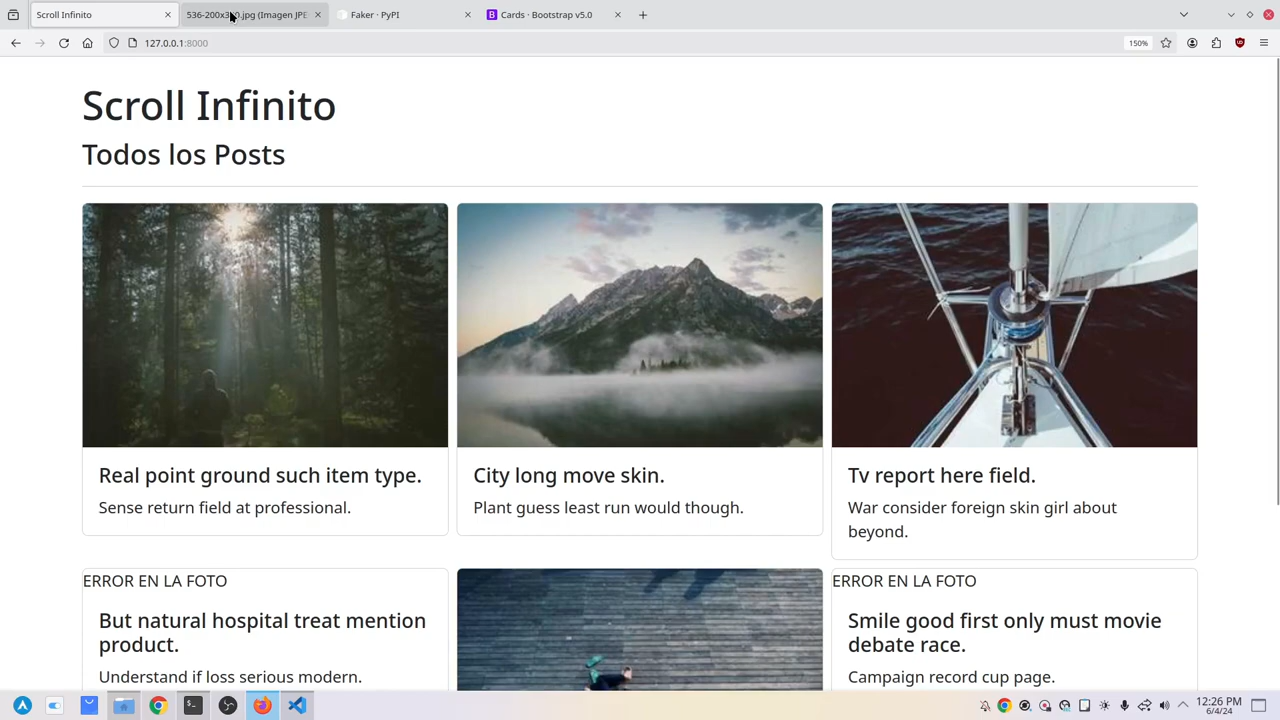 Scroll Infinito
536-200x3
0.jpg (Imagen JPE
Faker · PyPI
Cards · Bootstrap v5.0
127.0.0.1:8000
150%
Scroll Infinito
Todos los Posts
Real point ground such item type.
Sense return field at professional.
City long move skin.
Plant guess least run would though.
Tv report here field.
War consider foreign skin girl about
beyond.
ERROR EN LA FOTO
But natural hospital treat mention
product.
Understand if loss serious modern.
ERROR EN LA FOTO
Smile good first only must movie
debate race.
Campaign record cup page.
12:26 PM
6/4/24